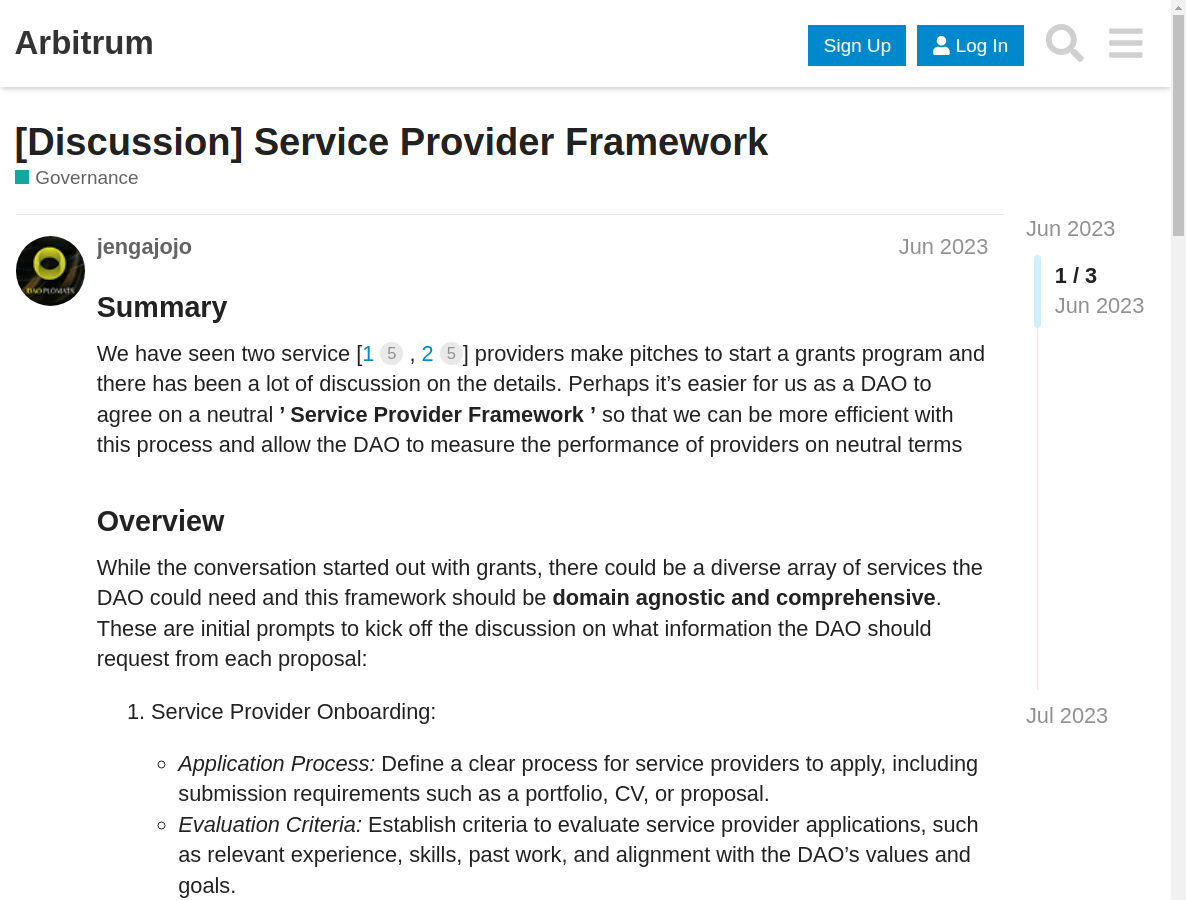 Arbitrum
Sign Up
Log In
[Discussion] Service Provider Framework
Governance
jengajojo
Jun 2023
Jun 2023
1 / 3
Jun 2023
Summary
We have seen two service [1 5 , 2 5] providers make pitches to start a grants program and
there has been a lot of discussion on the details. Perhaps it’s easier for us as a DAO to
agree on a neutral ’ Service Provider Framework ’ so that we can be more efficient with
this process and allow the DAO to measure the performance of providers on neutral terms
Overview
While the conversation started out with grants, there could be a diverse array of services the
DAO could need and this framework should be domain agnostic and comprehensive.
These are initial prompts to kick off the discussion on what information the DAO should
request from each proposal:
1. Service Provider Onboarding:
Jul 2023
◦ Application Process: Define a clear process for service providers to apply, including
submission requirements such as a portfolio, CV, or proposal.
◦ Evaluation Criteria: Establish criteria to evaluate service provider applications, such
as relevant experience, skills, past work, and alignment with the DAO’s values and
goals.